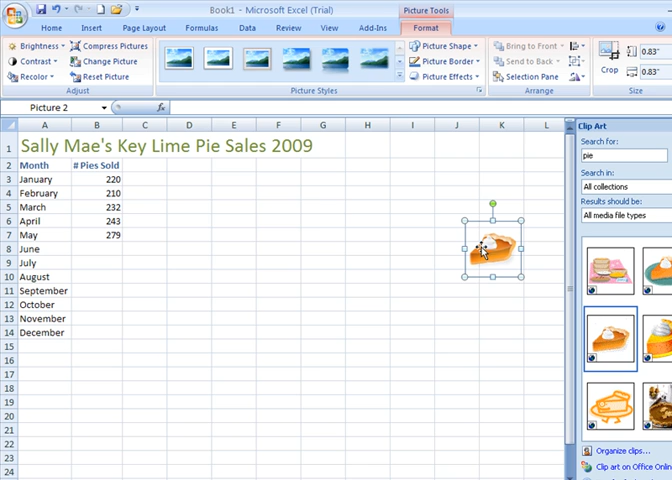 Book1 - Microsoft Excel (Trial)
Picture Tools
Home
Insert
Page Layout
Formulas
Data
Review
View
Add-Ins
Format
Brightness
Compress Pictures
Picture Shape
Bring to Front
Contrast
Change Picture
Picture Border
Send to Back
Recolor
Reset Picture
Picture Effects
Selection Pane
Crop
0.83"
0.83"
Adjust
Picture Styles
Arrange
Size
Picture 2
fx
A B C D E F G H I J K L
1 Sally Mae's Key Lime Pie Sales 2009
2 Month # Pies Sold
3 January 220
4 February 210
5 March 232
6 April 243
7 May 279
8 June
9 July
10 August
11 September
12 October
13 November
14 December
15
16
17
18
19
20
21
22
23
24
Clip Art
Search for:
pie
Search in:
All collections
Results should be:
All media file types
Organize clips...
Clip art on Office Onlin